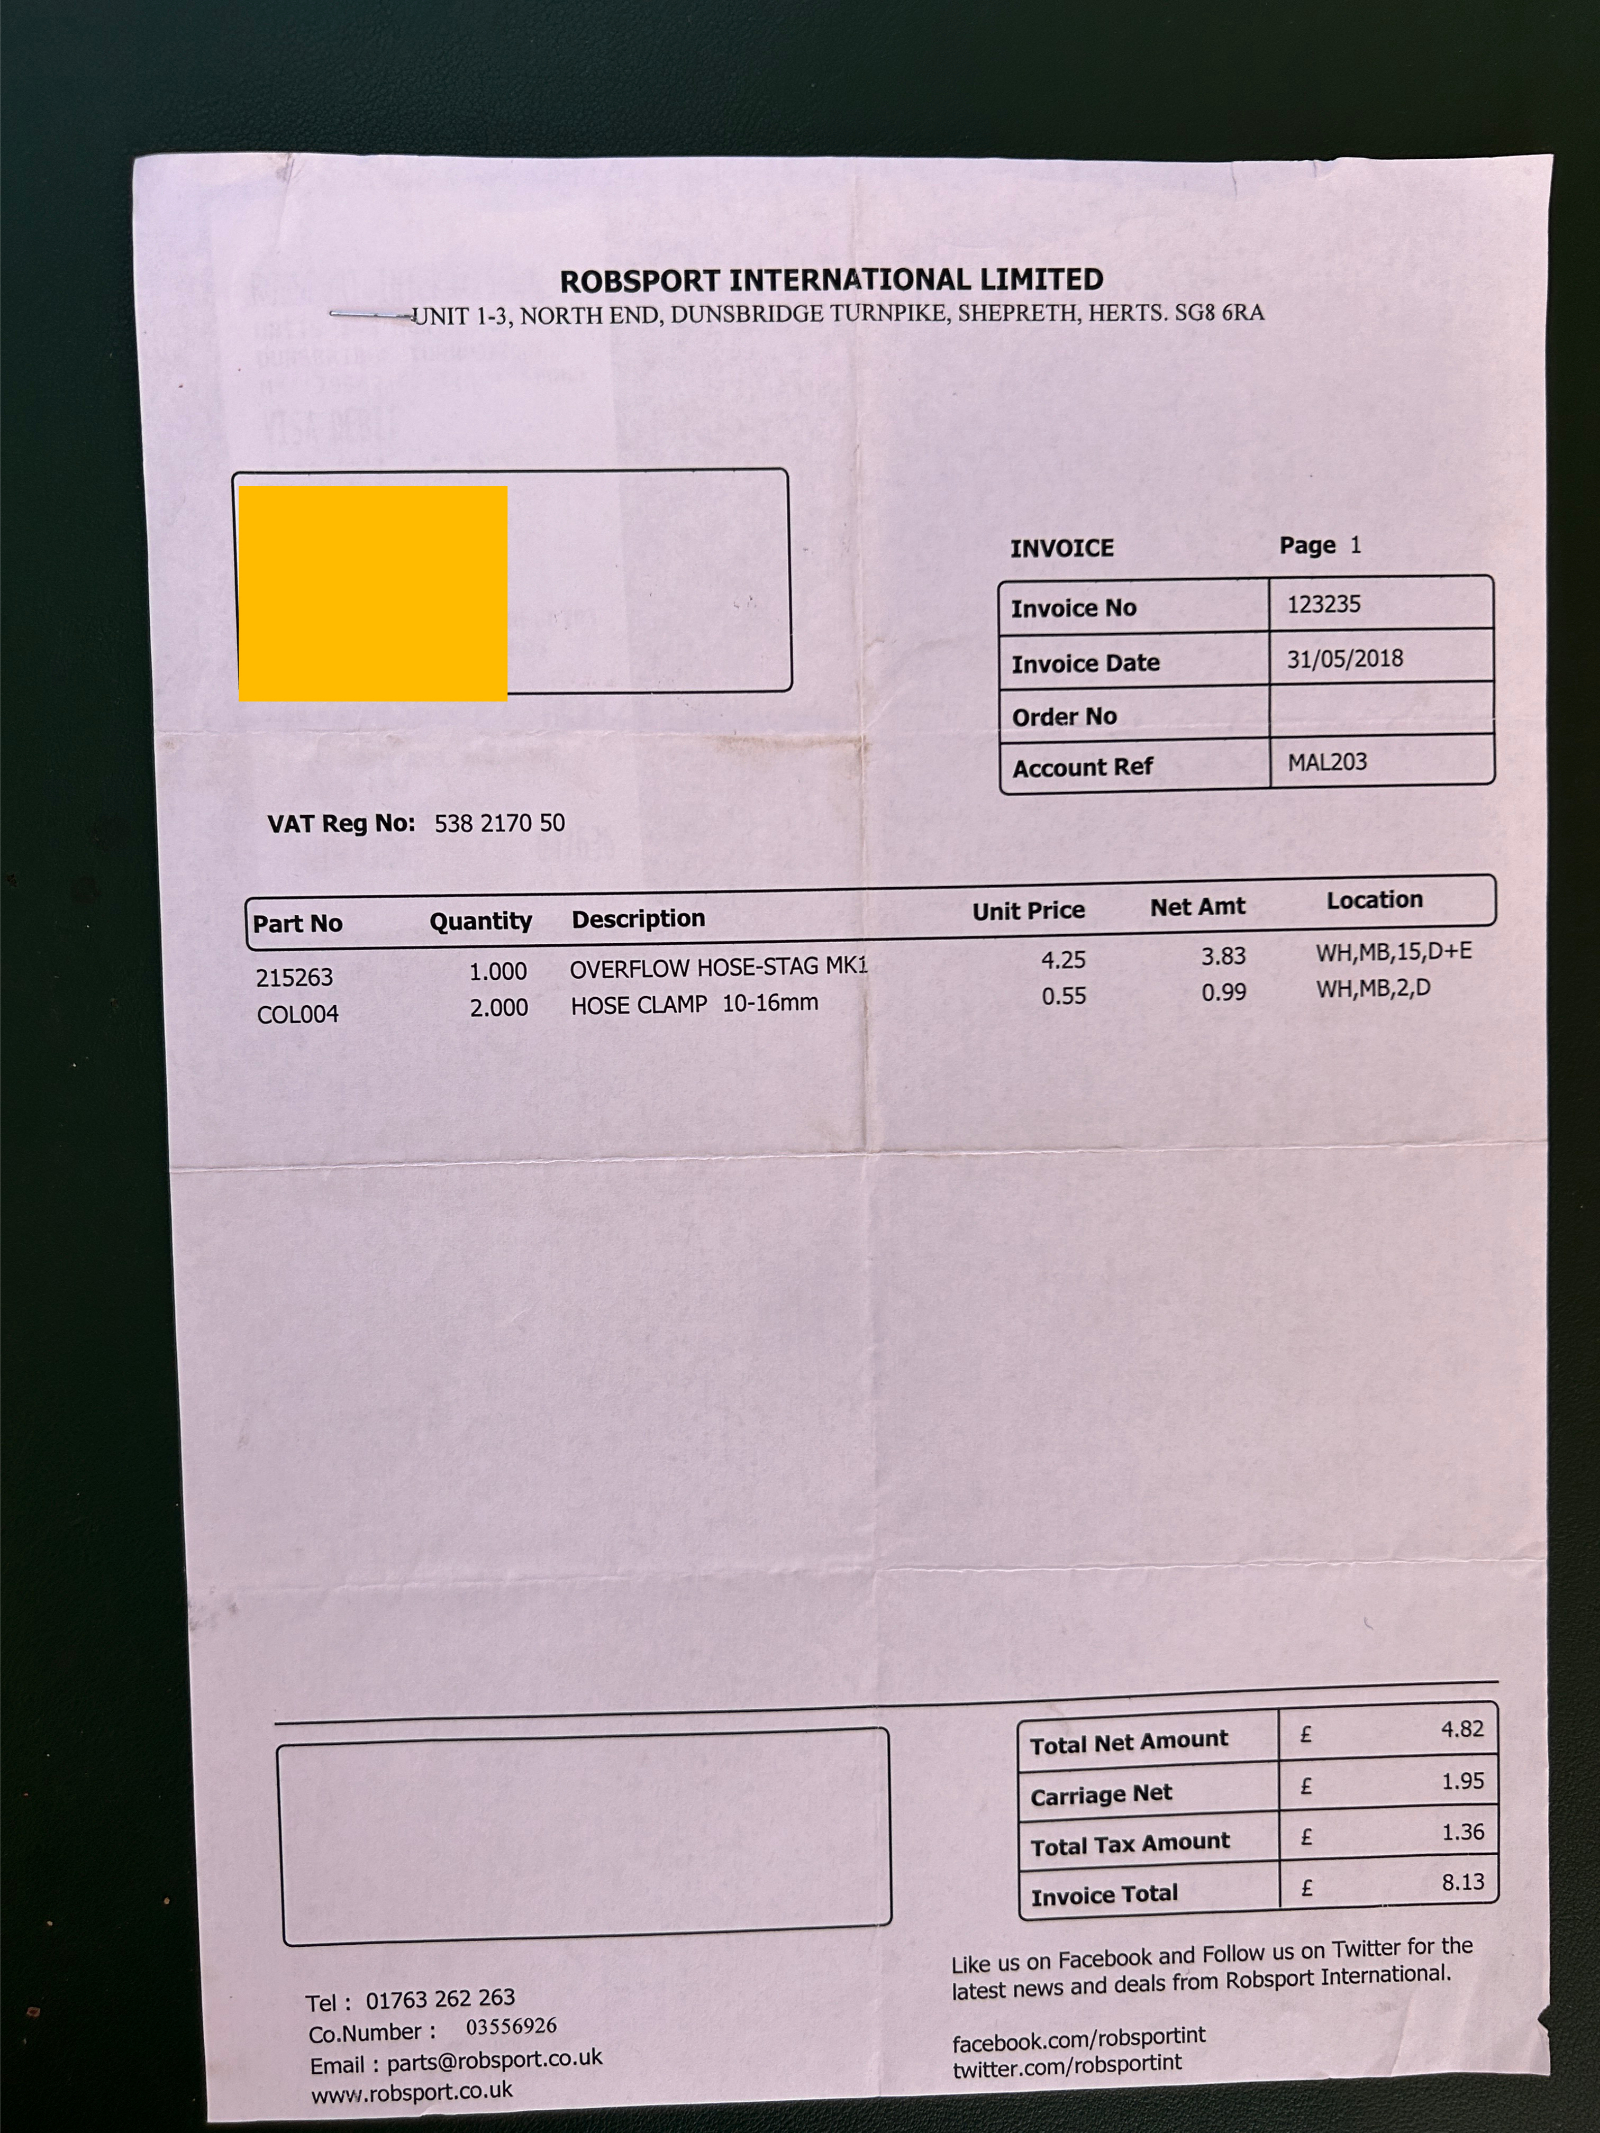 ROBSPORT INTERNATIONAL LIMITED
UNIT 1-3, NORTH END, DUNSBRIDGE TURNPIKE, SHEPRETH, HERTS. SG8 6RA
VISA DEBIT
INVOICE Page 1
Invoice No 123235
Invoice Date 31/05/2018
Order No
Account Ref MAL203
VAT Reg No: 538 2170 50
Part No Quantity Description Unit Price Net Amt Location
215263 1.000 OVERFLOW HOSE-STAG MK1 4.25 3.83 WH,MB,15,D+E
COL004 2.000 HOSE CLAMP 10-16mm 0.55 0.99 WH,MB,2,D
Total Net Amount £ 4.82
Carriage Net £ 1.95
Total Tax Amount £ 1.36
Invoice Total £ 8.13
Tel : 01763 262 263
Co.Number : 03556926
Email : parts@robsport.co.uk
www.robsport.co.uk
Like us on Facebook and Follow us on Twitter for the
latest news and deals from Robsport International.
facebook.com/robsportint
twitter.com/robsportint